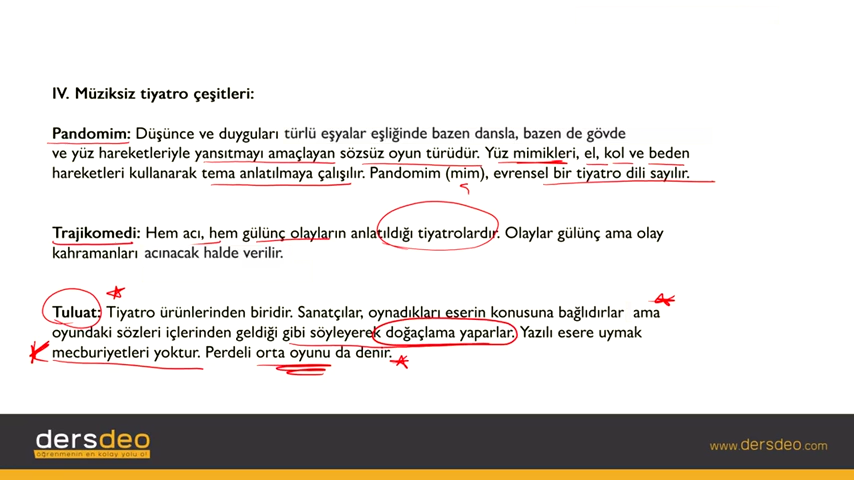 IV. Müziksiz tiyatro çeşitleri:
Pandomim: Düşünce ve duyguları türlü eşyalar eşliğinde bazen dansla, bazen de gövde
ve yüz hareketleriyle yansıtmayı amaçlayan sözsüz oyun türüdür. Yüz mimikleri, el, kol ve beden
hareketleri kullanarak tema anlatılmaya çalışılır. Pandomim (mim), evrensel bir tiyatro dili sayılır.
Trajikomedi: Hem acı, hem gülünç olayların anlatıldığı tiyatrolardır. Olaylar gülünç ama olay
kahramanları acınacak halde verilir.
Tuluat: Tiyatro ürünlerinden biridir. Sanatçılar, oynadıkları eserin konusuna bağlıdırlar ama
oyundaki sözleri içlerinden geldiği gibi söyleyerek doğaçlama yaparlar. Yazılı esere uymak
mecburiyetleri yoktur. Perdeli orta oyunu da denir.
dersdeo
öğrenmenin en kolay yolu
www.dersdeo.com